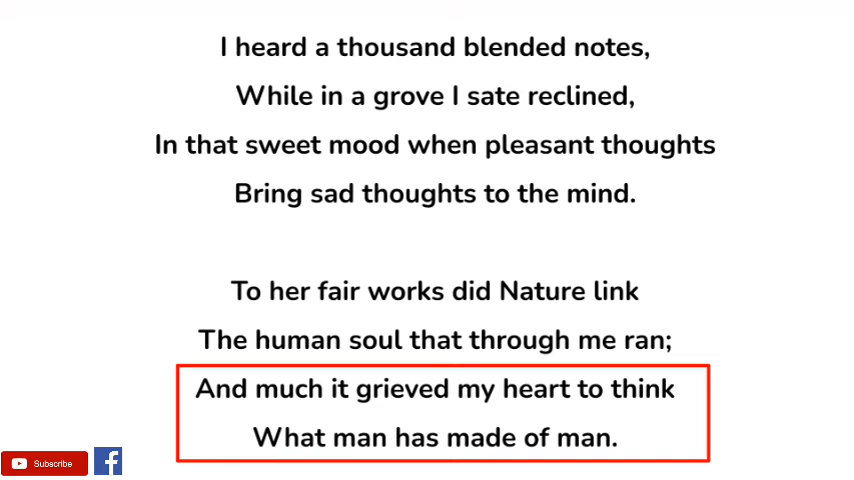 I heard a thousand blended notes,
While in a grove I sate reclined,
In that sweet mood when pleasant thoughts
Bring sad thoughts to the mind.
To her fair works did Nature link
The human soul that through me ran;
And much it grieved my heart to think
What man has made of man.
Subscribe